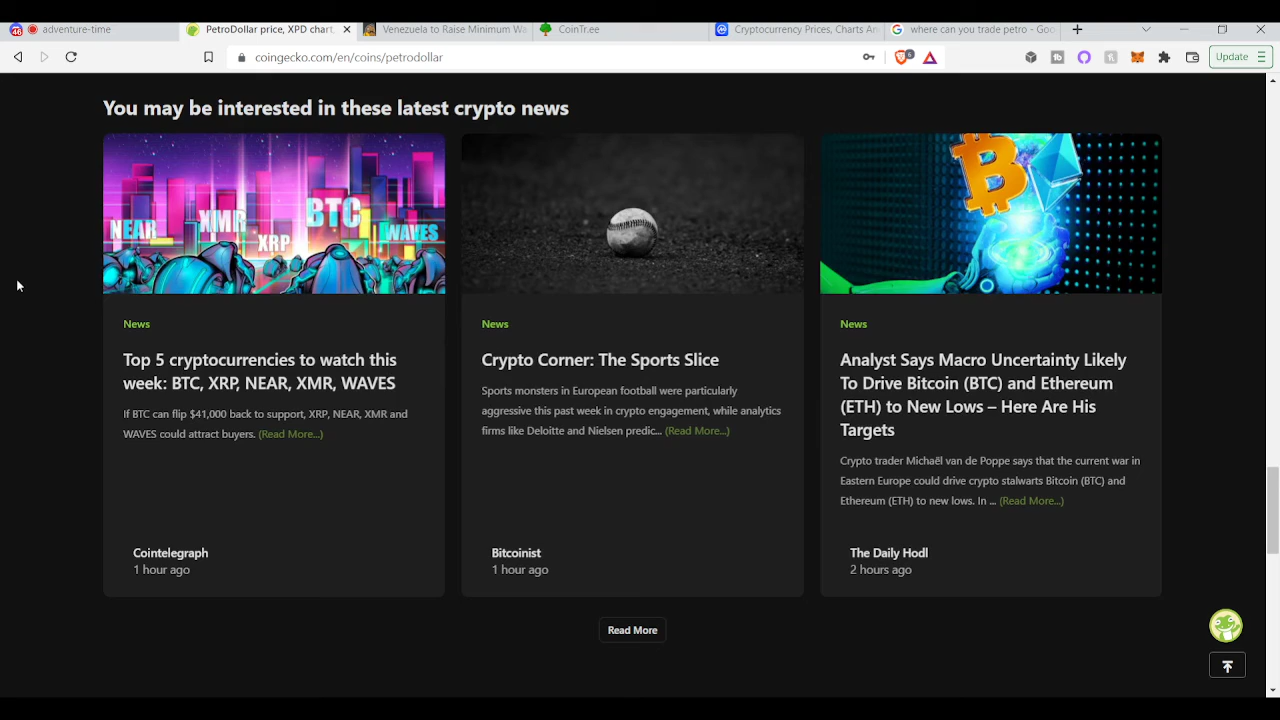 46
adventure-time
PetroDollar price, XPD chart,
Venezuela to Raise Minimum Wa
CoinTr.ee
Cryptocurrency Prices, Charts An
where can you trade petro - Goo
coingecko.com/en/coins/petrodollar
6
Update
You may be interested in these latest crypto news
NEAR
XMR
XRP
BTC
WAVES
News
Top 5 cryptocurrencies to watch this
week: BTC, XRP, NEAR, XMR, WAVES
If BTC can flip $41,000 back to support, XRP, NEAR, XMR and
WAVES could attract buyers. (Read More...)
Cointelegraph
1 hour ago
News
Crypto Corner: The Sports Slice
Sports monsters in European football were particularly
aggressive this past week in crypto engagement, while analytics
firms like Deloitte and Nielsen predic... (Read More...)
Bitcoinist
1 hour ago
News
Analyst Says Macro Uncertainty Likely
To Drive Bitcoin (BTC) and Ethereum
(ETH) to New Lows – Here Are His
Targets
Crypto trader Michaël van de Poppe says that the current war in
Eastern Europe could drive crypto stalwarts Bitcoin (BTC) and
Ethereum (ETH) to new lows. In ... (Read More...)
The Daily Hodl
2 hours ago
Read More